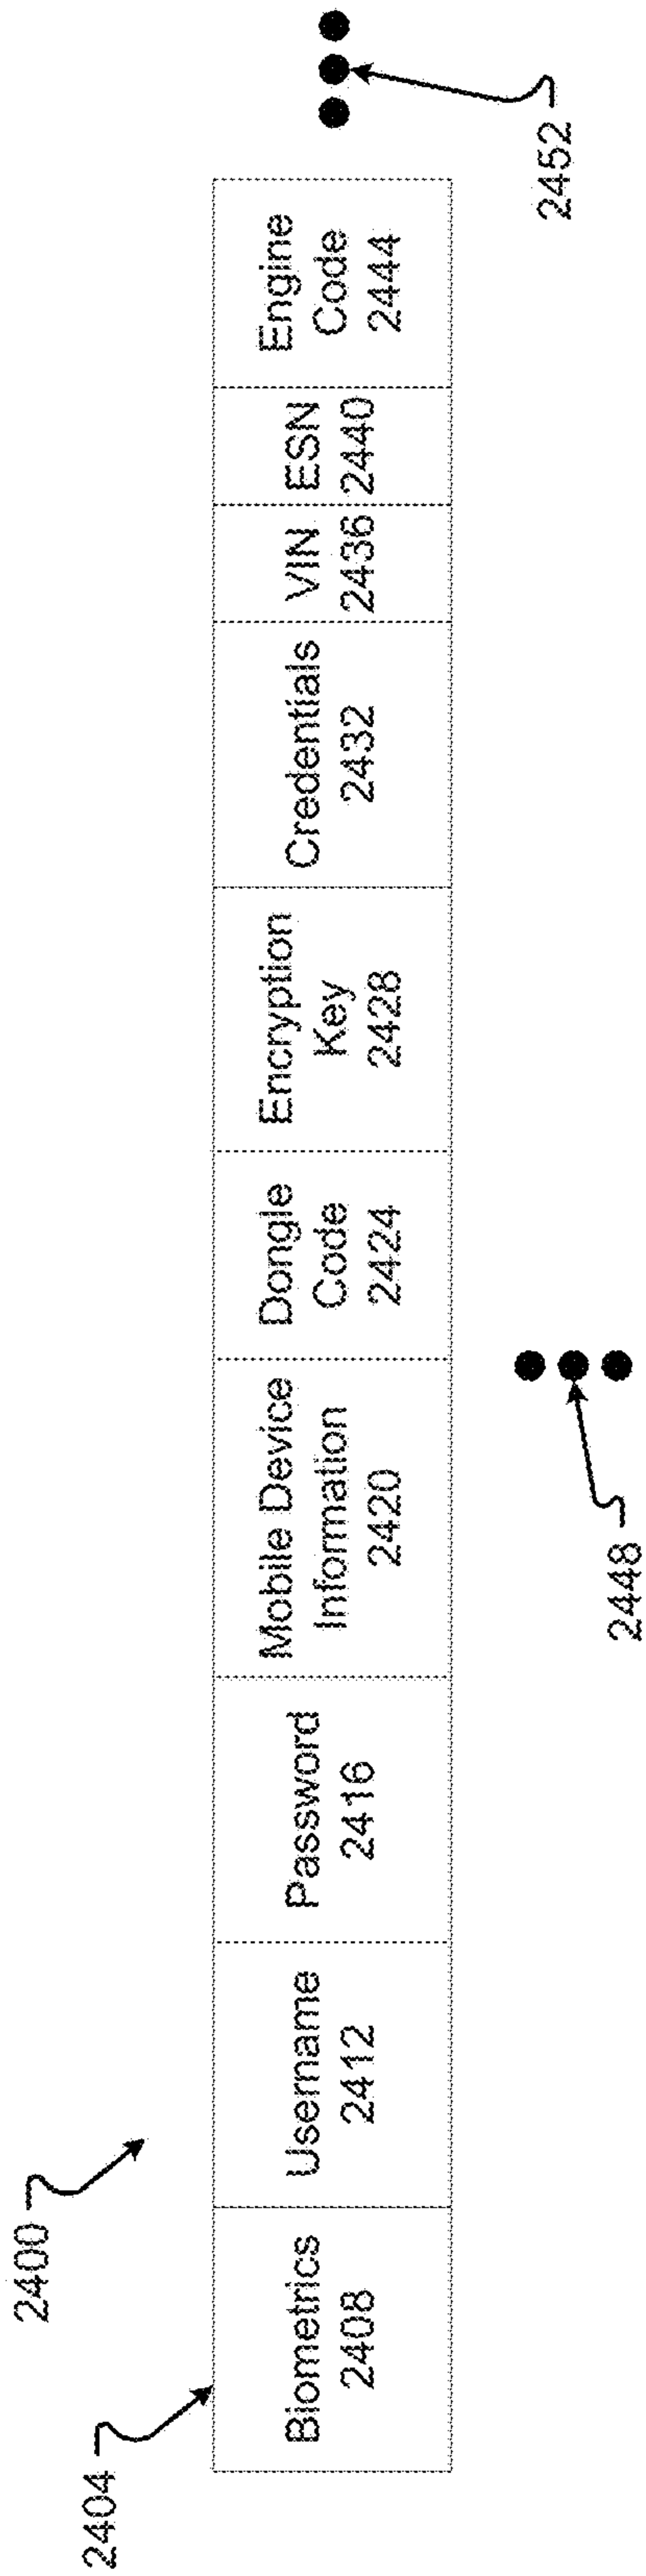 2400
2404
Biometrics
2408
Username
2412
Password
2416
Mobile Device
Information
2420
Dongle
Code
2424
Encryption
Key
2428
Credentials
2432
VIN
2436
ESN
2440
Engine
Code
2444
2448
2452